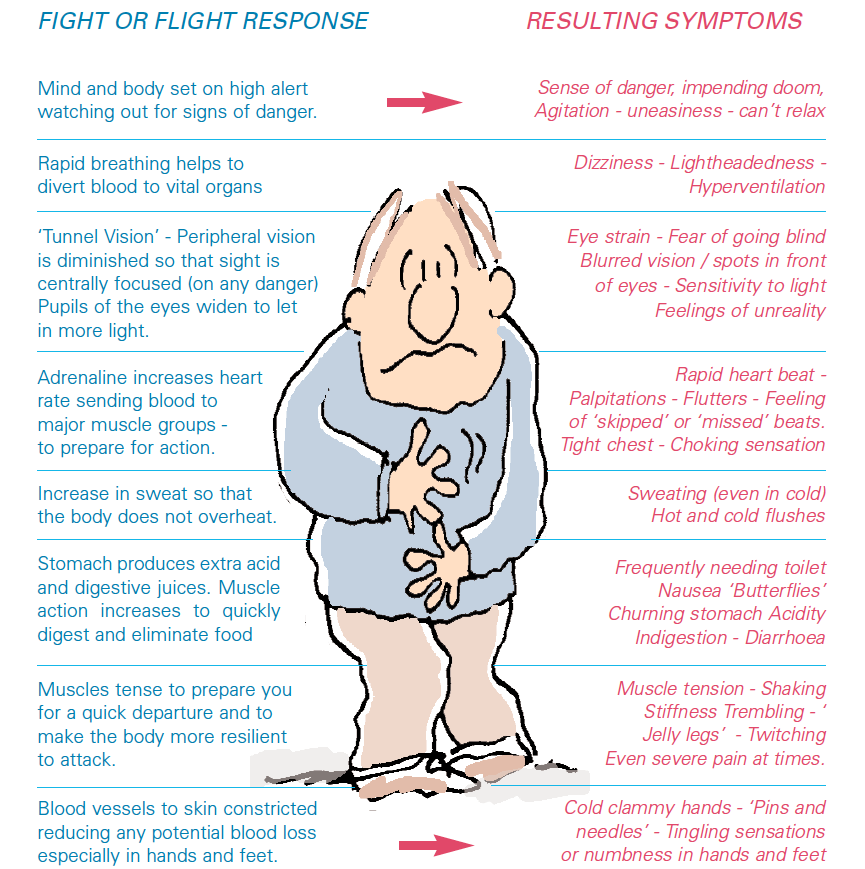 FIGHT OR FLIGHT RESPONSE
RESULTING SYMPTOMS
Mind and body set on high alert
watching out for signs of danger.
Sense of danger, impending doom,
Agitation - uneasiness - can’t relax
Rapid breathing helps to
divert blood to vital organs
Dizziness - Lightheadedness -
Hyperventilation
‘Tunnel Vision’ - Peripheral vision
is diminished so that sight is
centrally focused (on any danger)
Pupils of the eyes widen to let
in more light.
Eye strain - Fear of going blind
Blurred vision / spots in front
of eyes - Sensitivity to light
Feelings of unreality
Adrenaline increases heart
rate sending blood to
major muscle groups -
to prepare for action.
Rapid heart beat -
Palpitations - Flutters - Feeling
of ‘skipped’ or ‘missed’ beats.
Tight chest - Choking sensation
Increase in sweat so that
the body does not overheat.
Sweating (even in cold)
Hot and cold flushes
Stomach produces extra acid
and digestive juices. Muscle
action increases to quickly
digest and eliminate food
Frequently needing toilet
Nausea ‘Butterflies’
Churning stomach Acidity
Indigestion - Diarrhoea
Muscles tense to prepare you
for a quick departure and to
make the body more resilient
to attack.
Muscle tension - Shaking
Stiffness Trembling - ‘
Jelly legs’ - Twitching
Even severe pain at times.
Blood vessels to skin constricted
reducing any potential blood loss
especially in hands and feet.
Cold clammy hands - ‘Pins and
needles’ - Tingling sensations
or numbness in hands and feet